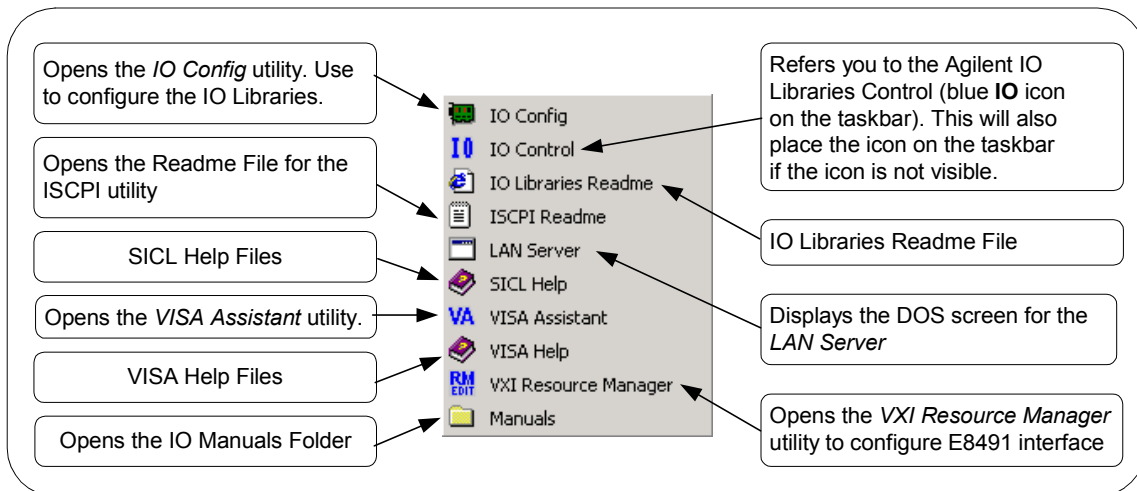 Opens the IO Config utility. Use
to configure the IO Libraries.
Opens the Readme File for the
ISCPI utility
SICL Help Files
Opens the VISA Assistant utility.
VISA Help Files
Opens the IO Manuals Folder
IO Config
IO IO Control
IO Libraries Readme
ISCPI Readme
LAN Server
SICL Help
VA VISA Assistant
VISA Help
RM
EDIT VXI Resource Manager
Manuals
Refers you to the Agilent IO
Libraries Control (blue IO icon
on the taskbar). This will also
place the icon on the taskbar
if the icon is not visible.
IO Libraries Readme File
Displays the DOS screen for the
LAN Server
Opens the VXI Resource Manager
utility to configure E8491 interface